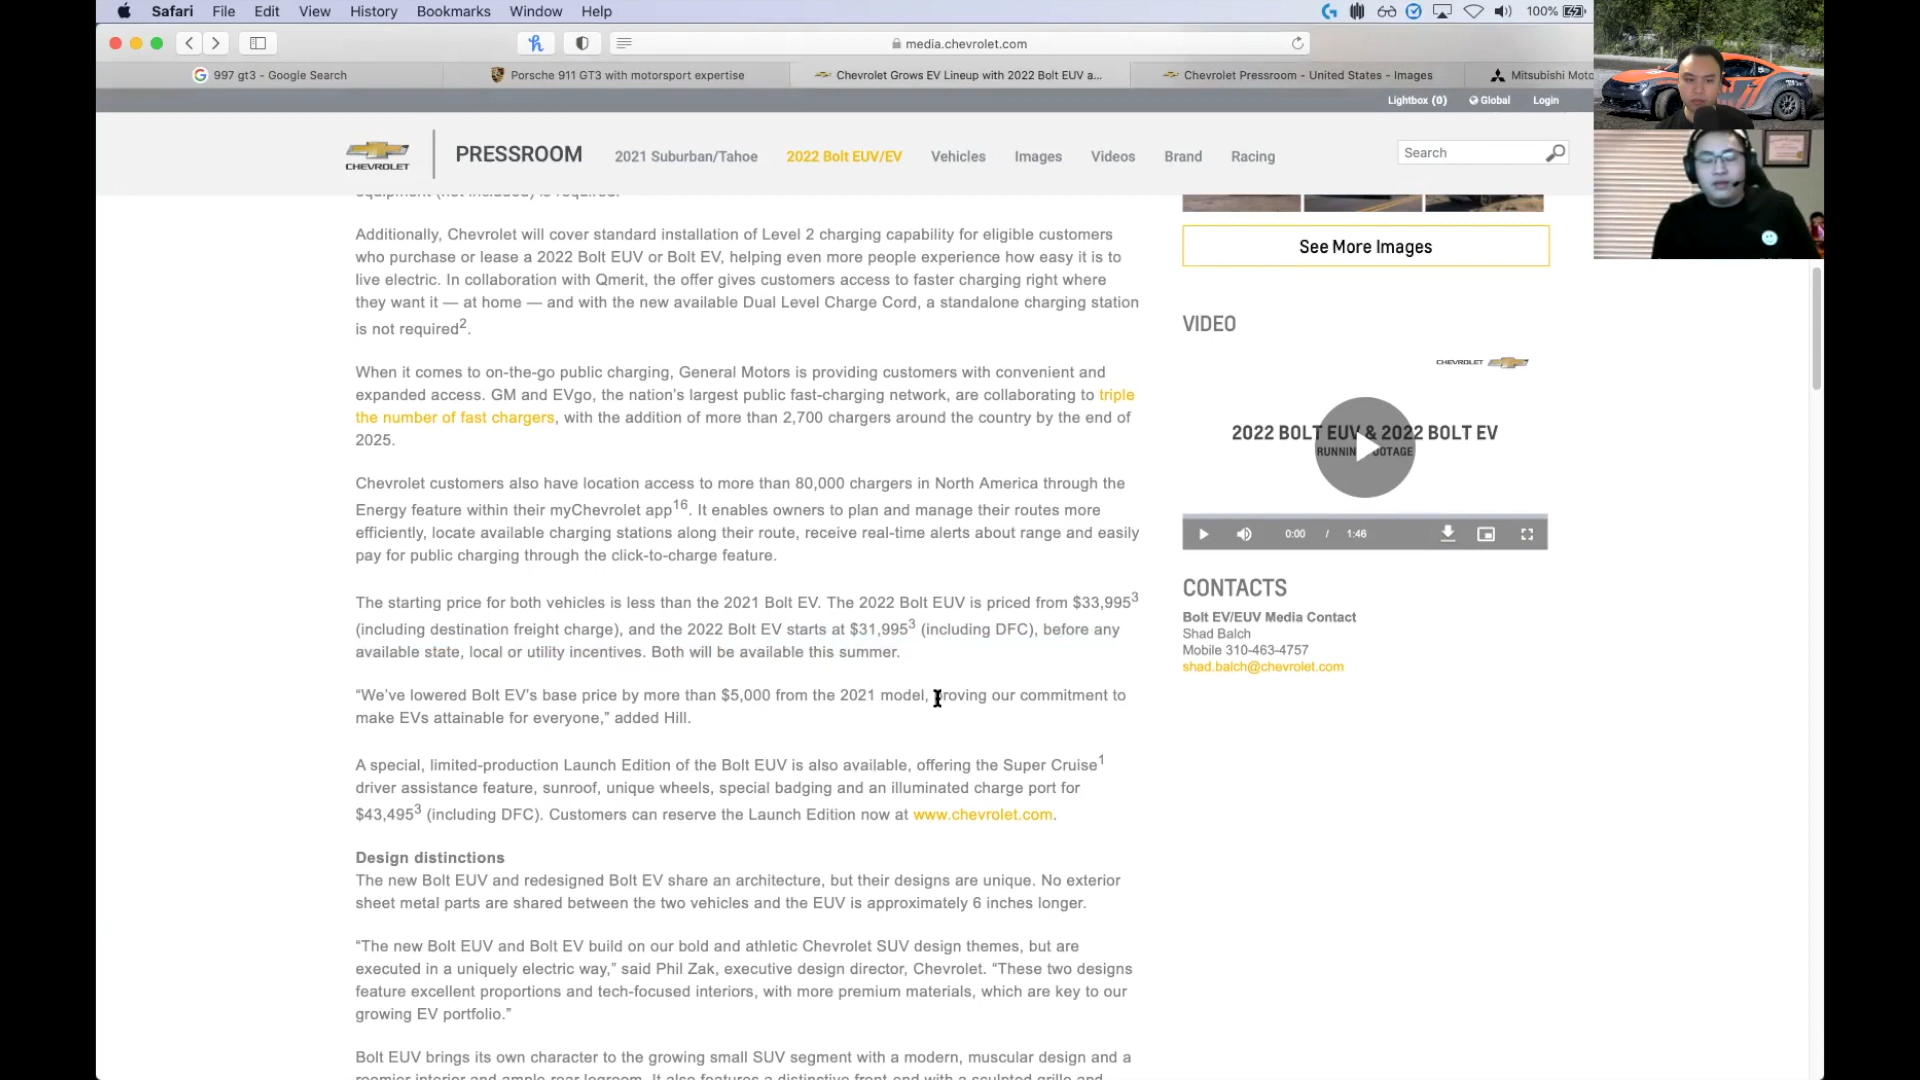 Safari File Edit View History Bookmarks Window Help 100%
media.chevrolet.com
997 gt3 - Google Search
Porsche 911 GT3 with motorsport expertise
Chevrolet Grows EV Lineup with 2022 Bolt EUV a...
Chevrolet Pressroom - United States - Images
Mitsubishi Moto
Lightbox (0) Global Login
CHEVROLET
PRESSROOM 2021 Suburban/Tahoe 2022 Bolt EUV/EV Vehicles Images Videos Brand Racing Search
equipment (not included) is required.
Additionally, Chevrolet will cover standard installation of Level 2 charging capability for eligible customers
who purchase or lease a 2022 Bolt EUV or Bolt EV, helping even more people experience how easy it is to
live electric. In collaboration with Qmerit, the offer gives customers access to faster charging right where
they want it — at home — and with the new available Dual Level Charge Cord, a standalone charging station
is not required2.
When it comes to on-the-go public charging, General Motors is providing customers with convenient and
expanded access. GM and EVgo, the nation's largest public fast-charging network, are collaborating to triple
the number of fast chargers, with the addition of more than 2,700 chargers around the country by the end of
2025.
Chevrolet customers also have location access to more than 80,000 chargers in North America through the
Energy feature within their myChevrolet app16. It enables owners to plan and manage their routes more
efficiently, locate available charging stations along their route, receive real-time alerts about range and easily
pay for public charging through the click-to-charge feature.
The starting price for both vehicles is less than the 2021 Bolt EV. The 2022 Bolt EUV is priced from $33,9953
(including destination freight charge), and the 2022 Bolt EV starts at $31,9953 (including DFC), before any
available state, local or utility incentives. Both will be available this summer.
“We've lowered Bolt EV's base price by more than $5,000 from the 2021 model, proving our commitment to
make EVs attainable for everyone,” added Hill.
A special, limited-production Launch Edition of the Bolt EUV is also available, offering the Super Cruise1
driver assistance feature, sunroof, unique wheels, special badging and an illuminated charge port for
$43,4953 (including DFC). Customers can reserve the Launch Edition now at www.chevrolet.com.
Design distinctions
The new Bolt EUV and redesigned Bolt EV share an architecture, but their designs are unique. No exterior
sheet metal parts are shared between the two vehicles and the EUV is approximately 6 inches longer.
“The new Bolt EUV and Bolt EV build on our bold and athletic Chevrolet SUV design themes, but are
executed in a uniquely electric way,” said Phil Zak, executive design director, Chevrolet. “These two designs
feature excellent proportions and tech-focused interiors, with more premium materials, which are key to our
growing EV portfolio.”
Bolt EUV brings its own character to the growing small SUV segment with a modern, muscular design and a
roomier interior and ample rear legroom. It also features a distinctive front end with a sculpted grille and
See More Images
VIDEO
CHEVROLET
2022 BOLT EUV & 2022 BOLT EV
RUNNING FOOTAGE
0:00 / 1:46
CONTACTS
Bolt EV/EUV Media Contact
Shad Balch
Mobile 310-463-4757
shad.balch@chevrolet.com